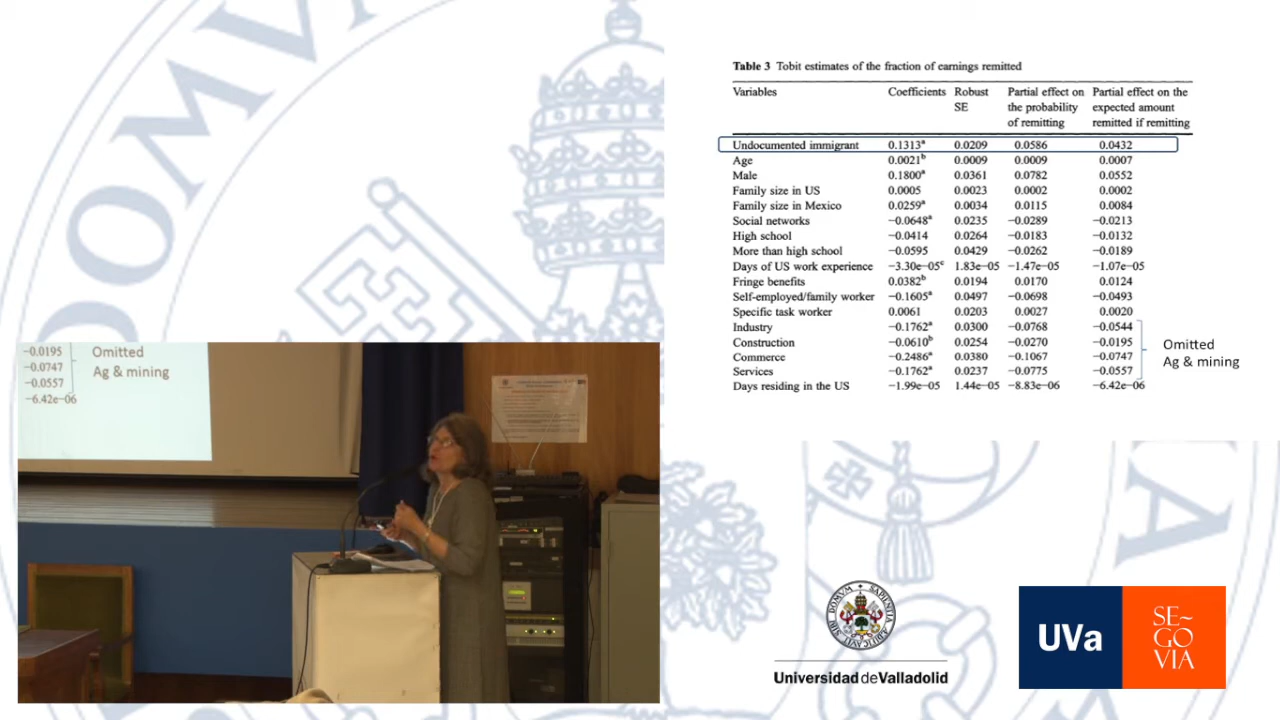 Table 3 Tobit estimates of the fraction of earnings remitted
Variables Coefficients Robust SE Partial effect on the probability of remitting Partial effect on the expected amount remitted if remitting
Undocumented immigrant 0.1313ᵃ 0.0209 0.0586 0.0432
Age 0.0021ᵇ 0.0009 0.0009 0.0007
Male 0.1800ᵃ 0.0361 0.0782 0.0552
Family size in US 0.0005 0.0023 0.0002 0.0002
Family size in Mexico 0.0259ᵃ 0.0034 0.0115 0.0084
Social networks −0.0648ᵃ 0.0235 −0.0289 −0.0213
High school −0.0414 0.0264 −0.0183 −0.0132
More than high school −0.0595 0.0429 −0.0262 −0.0189
Days of US work experience −3.30e−05ᶜ 1.83e−05 −1.47e−05 −1.07e−05
Fringe benefits 0.0382ᵇ 0.0194 0.0170 0.0124
Self-employed/family worker −0.1605ᵃ 0.0497 −0.0698 −0.0493
Specific task worker 0.0061 0.0203 0.0027 0.0020
Industry −0.1762ᵃ 0.0300 −0.0768 −0.0544
Construction −0.0610ᵇ 0.0254 −0.0270 −0.0195
Commerce −0.2486ᵃ 0.0380 −0.1067 −0.0747
Services −0.1762ᵃ 0.0237 −0.0775 −0.0557
Days residing in the US −1.99e−05 1.44e−05 −8.83e−06 −6.42e−06
Omitted
Ag & mining
−0.0195
−0.0747
−0.0557
−6.42e−06
Omitted
Ag & mining
Universidad de Valladolid
UVa
SE~
GO
VIA